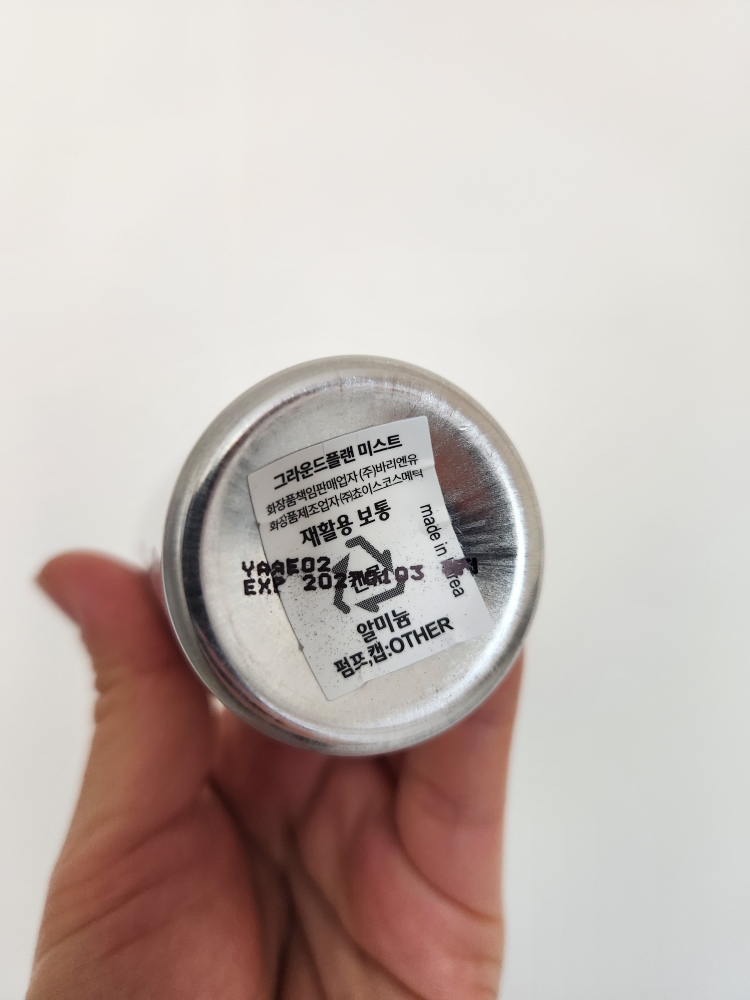 그라운드플랜 미스트
화장품책임판매업자 (주)바리엔유
화장품제조업자 (주)쵸이스코스메틱
재활용 보통
made in
YAAE02
EXP
알미늄
펌프,캡:OTHER